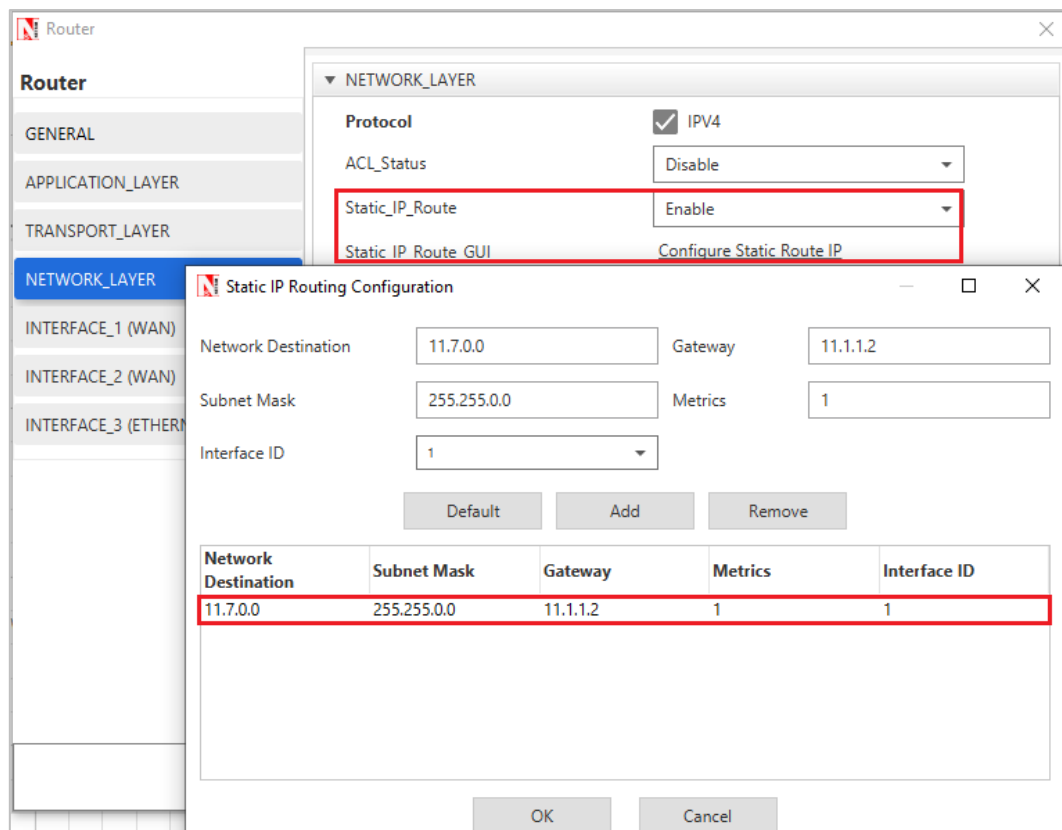 Router
Router
GENERAL
APPLICATION_LAYER
TRANSPORT_LAYER
NETWORK_LAYER
INTERFACE_1 (WAN)
INTERFACE_2 (WAN)
INTERFACE_3 (ETHERN
NETWORK_LAYER
Protocol IPV4
ACL_Status Disable
Static_IP_Route Enable
Static_IP_Route_GUI Configure Static Route IP
Static IP Routing Configuration
Network Destination 11.7.0.0 Gateway 11.1.1.2
Subnet Mask 255.255.0.0 Metrics 1
Interface ID 1
Default Add Remove
Network Destination Subnet Mask Gateway Metrics Interface ID
11.7.0.0 255.255.0.0 11.1.1.2 1 1
OK Cancel